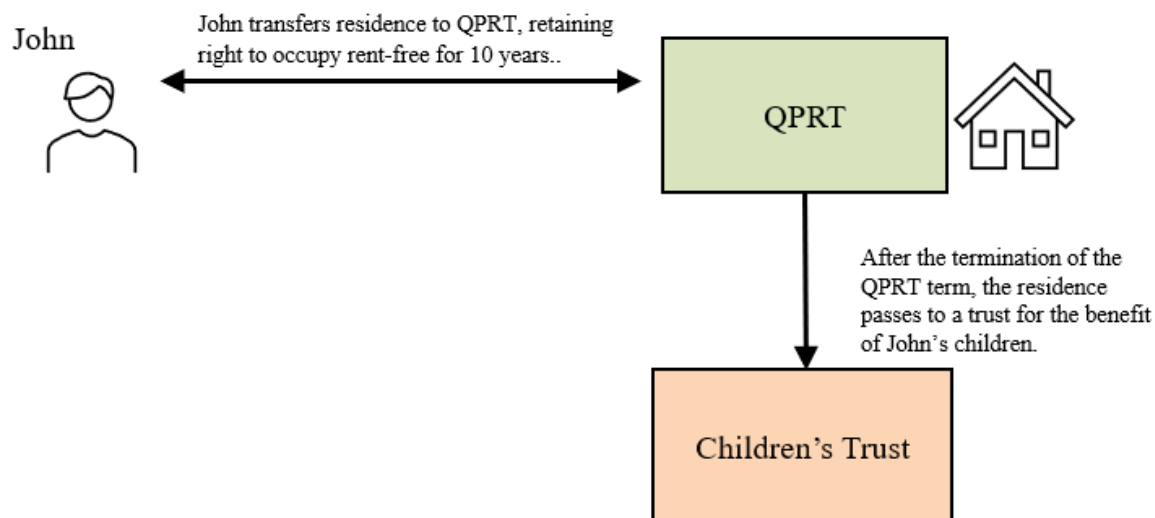 John
John transfers residence to QPRT, retaining
right to occupy rent-free for 10 years..
QPRT
After the termination of the
QPRT term, the residence
passes to a trust for the benefit
of John’s children.
Children’s Trust